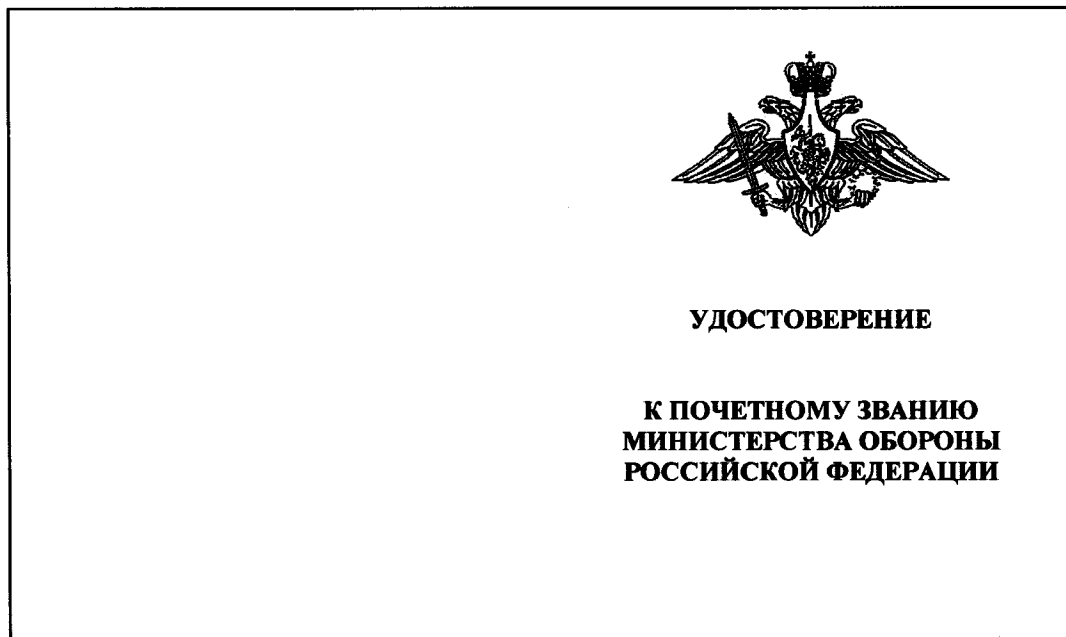 УДОСТОВЕРЕНИЕ
К ПОЧЕТНОМУ ЗВАНИЮ
МИНИСТЕРСТВА ОБОРОНЫ
РОССИЙСКОЙ ФЕДЕРАЦИИ